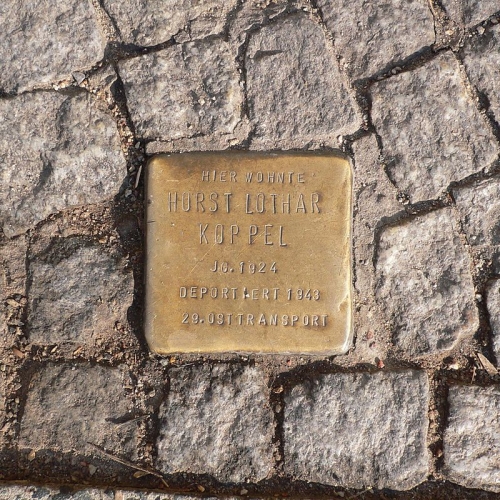 HIER WOHNTE
HORST LOTHAR
KOPPEL
JG. 1924
DEPORTIERT 1943
29. OSTTRANSPORT